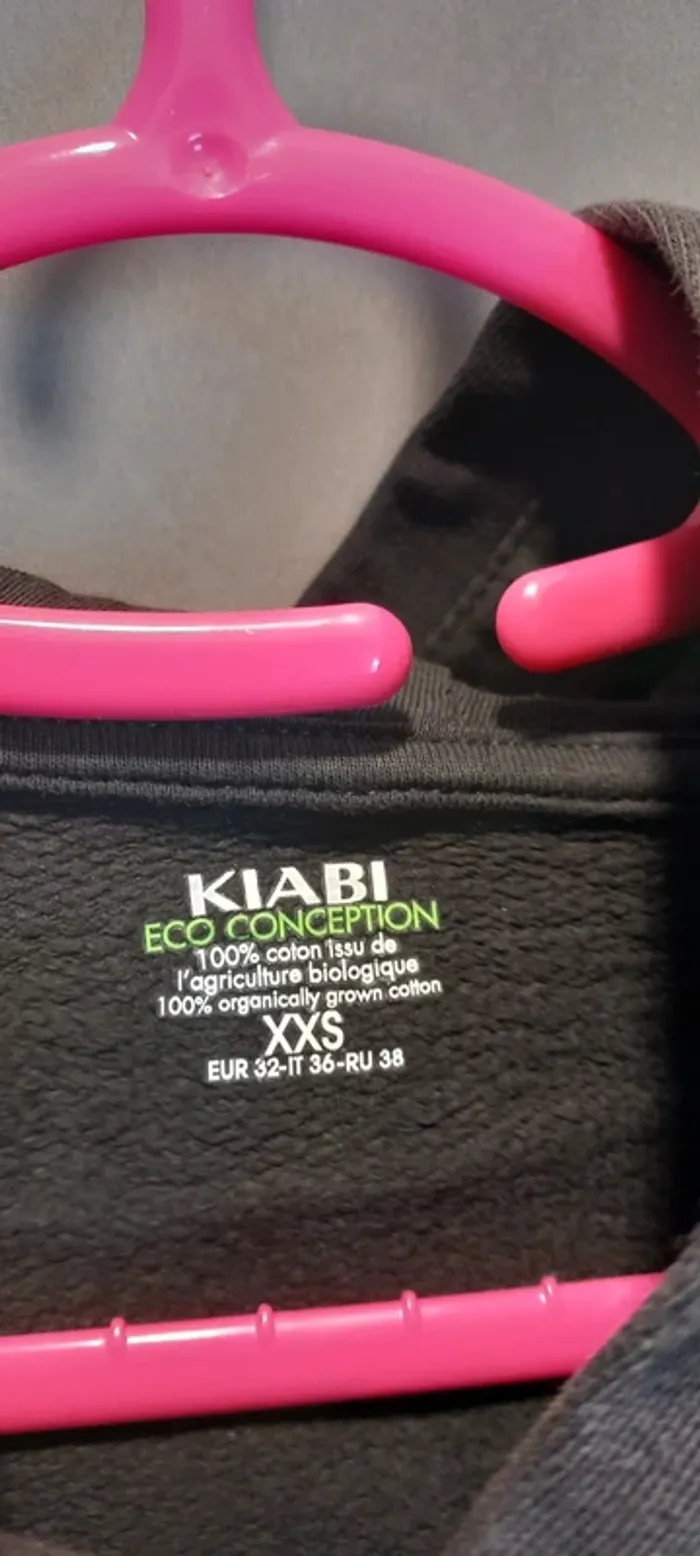 KIABI
ECO CONCEPTION
100% coton issu de
l'agriculture biologique
100% organically grown cotton
XXS
EUR 32-IT 36-RU 38